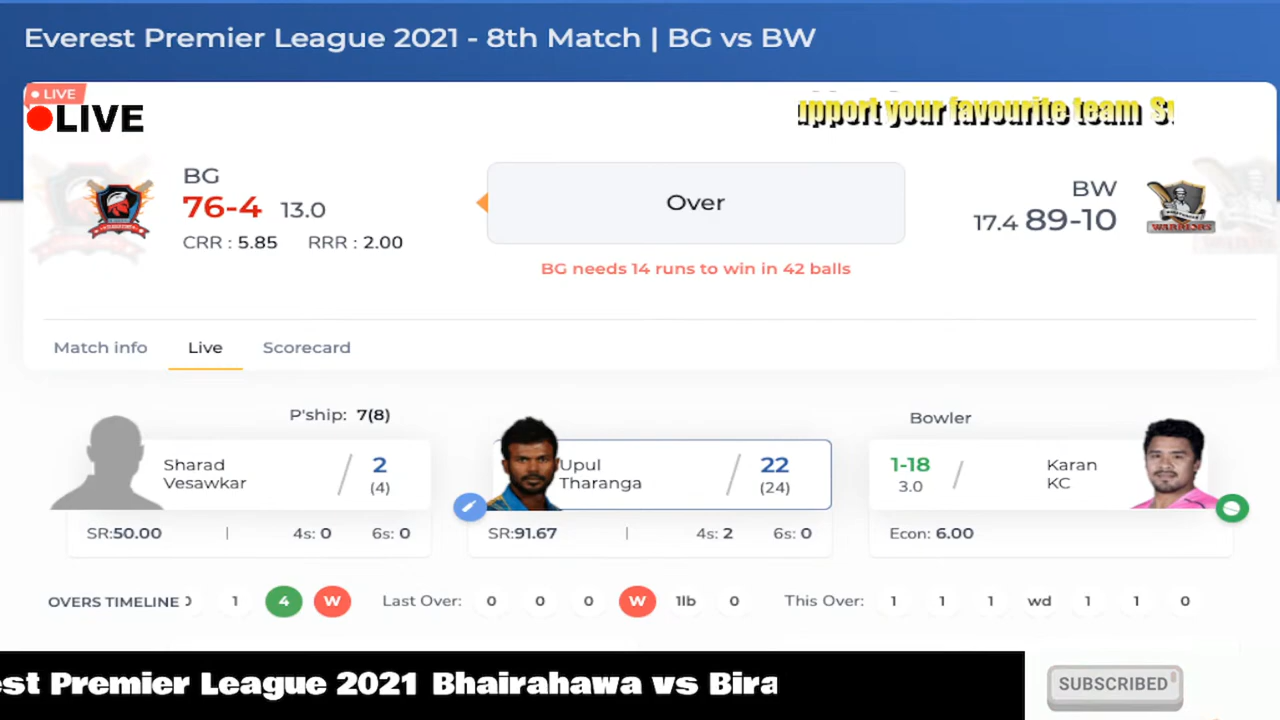 Everest Premier League 2021 - 8th Match | BG vs BW
LIVE
LIVE
upport your favourite team
BG
76-4 13.0
CRR : 5.85 RRR : 2.00
Over
BG needs 14 runs to win in 42 balls
BW
17.4 89-10
WARRIORS
Match info Live Scorecard
P'ship: 7(8)
Sharad
Vesawkar
2
(4)
SR:50.00 | 4s: 0 6s: 0
Upul
Tharanga
22
(24)
SR:91.67 | 4s: 2 6s: 0
Bowler
1-18
3.0
Karan
KC
Econ: 6.00
OVERS TIMELINE 1 4 W Last Over: 0 0 0 W 1lb 0 This Over: 1 1 1 wd 1 1 0
est Premier League 2021 Bhairahawa vs Bira
SUBSCRIBED